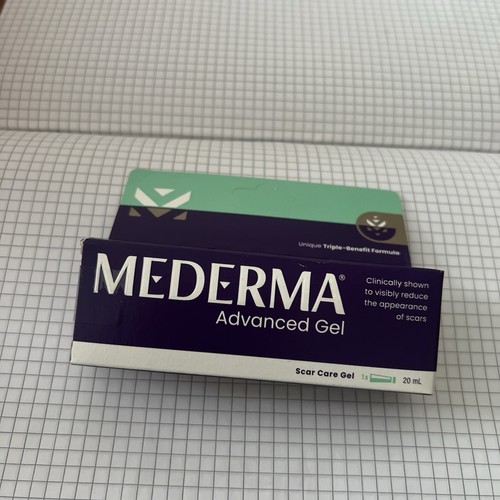 Unique Triple-Benefit Formula
MEDERMA®
Advanced Gel
Clinically shown
to visibly reduce
the appearance
of scars
Scar Care Gel 1x 20 mL